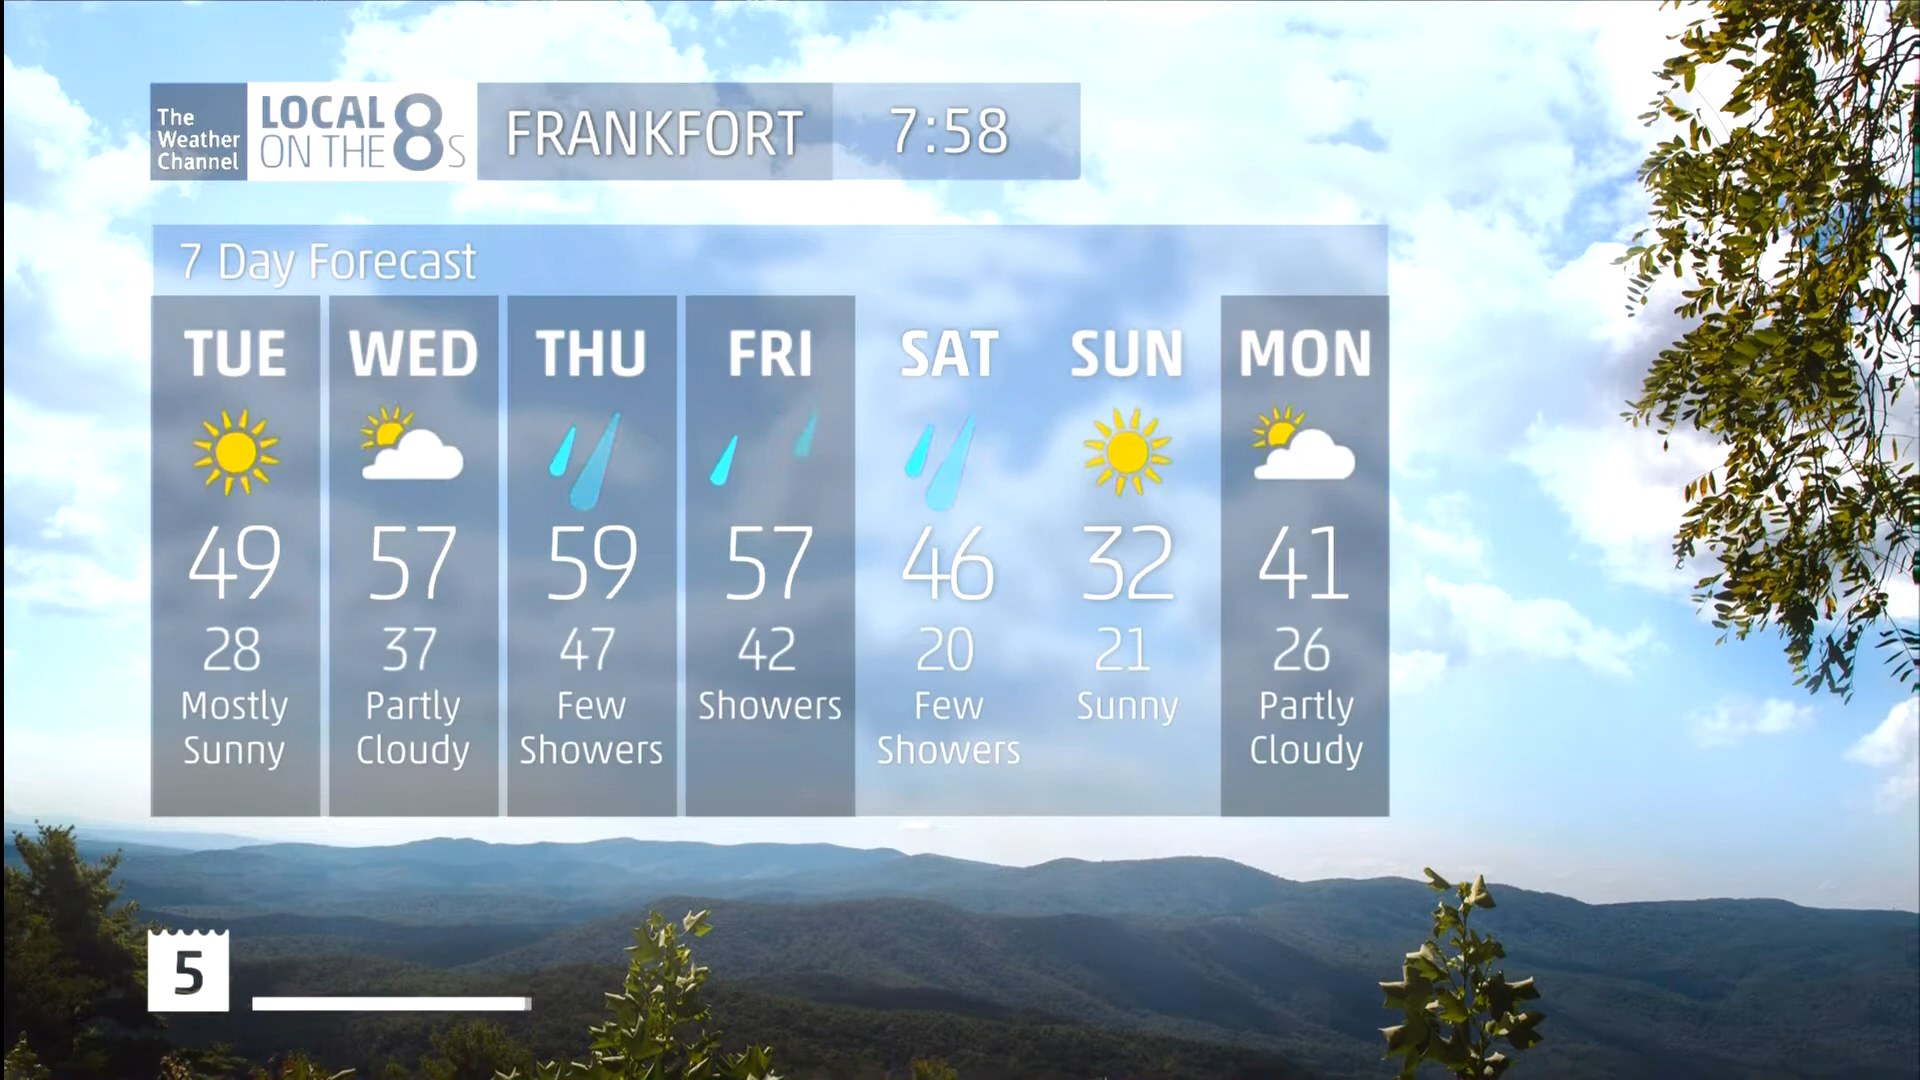 The
Weather
Channel
LOCAL
ON THE 8s
FRANKFORT
7:58
7 Day Forecast
TUE
49
28
Mostly
Sunny
WED
57
37
Partly
Cloudy
THU
59
47
Few
Showers
FRI
57
42
Showers
SAT
46
20
Few
Showers
SUN
32
21
Sunny
MON
41
26
Partly
Cloudy
5